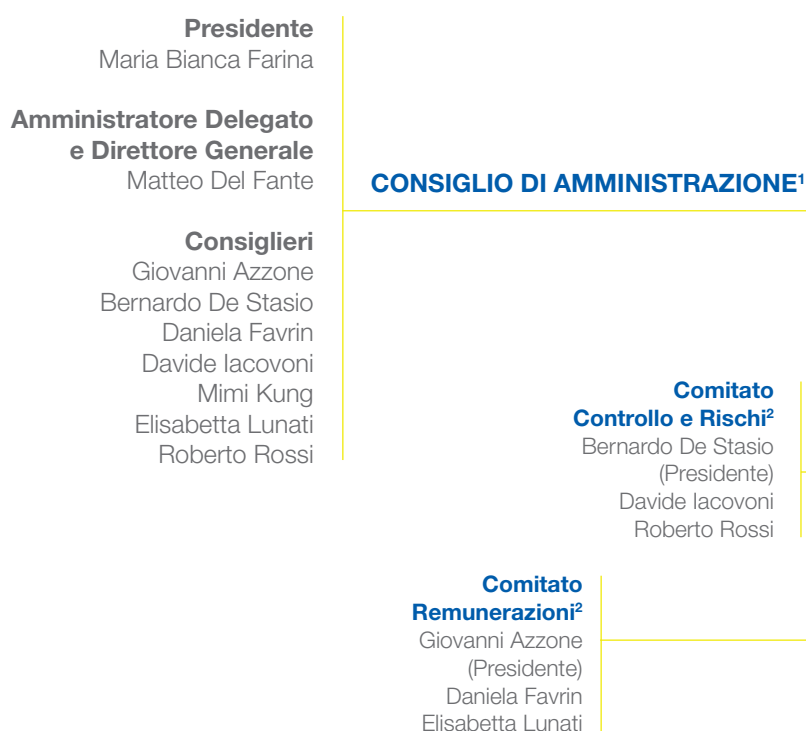 Presidente
Maria Bianca Farina
Amministratore Delegato
e Direttore Generale
Matteo Del Fante
Consiglieri
Giovanni Azzone
Bernardo De Stasio
Daniela Favrin
Davide Iacovoni
Mimi Kung
Elisabetta Lunati
Roberto Rossi
CONSIGLIO DI AMMINISTRAZIONE¹
Comitato
Controllo e Rischi²
Bernardo De Stasio
(Presidente)
Davide Iacovoni
Roberto Rossi
Comitato
Remunerazioni²
Giovanni Azzone
(Presidente)
Daniela Favrin
Elisabetta Lunati